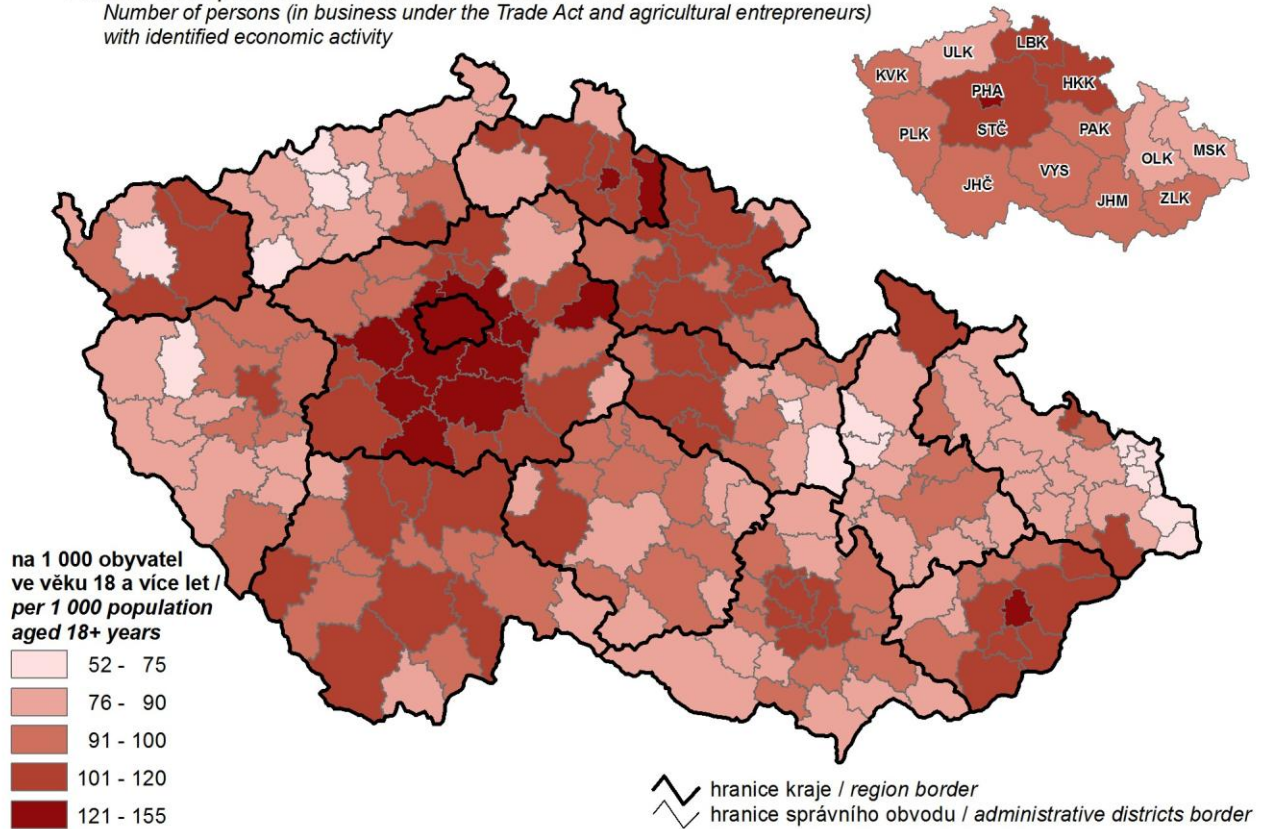 Number of persons (in business under the Trade Act and agricultural entrepreneurs)
with identified economic activity
ULK
LBK
KVK
PHA
HKK
PLK
STČ
PAK
OLK
MSK
JHČ
VYS
JHM
ZLK
na 1 000 obyvatel
ve věku 18 a více let /
per 1 000 population
aged 18+ years
52 - 75
76 - 90
91 - 100
101 - 120
121 - 155
hranice kraje / region border
hranice správního obvodu / administrative districts border